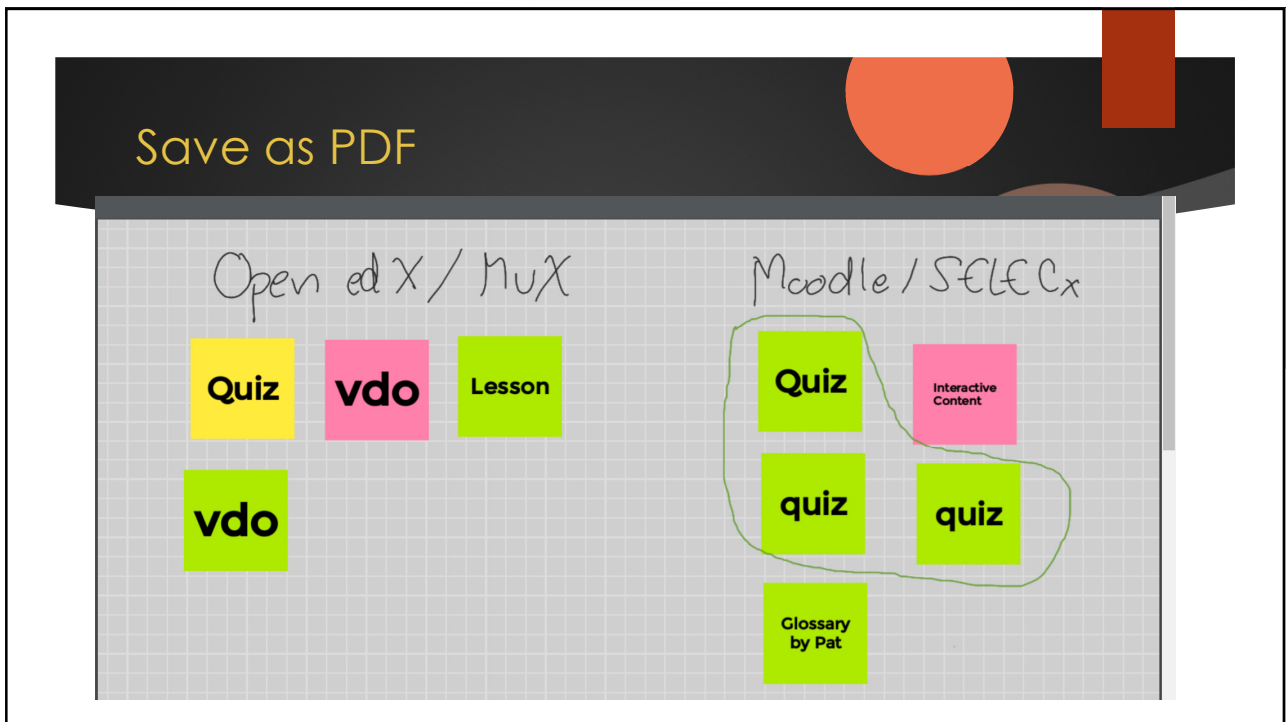 Save as PDF
Open edX / MUX
Moodle / SELECx
Quiz
vdo
Lesson
vdo
Quiz
Interactive
Content
quiz
quiz
Glossary
by Pat